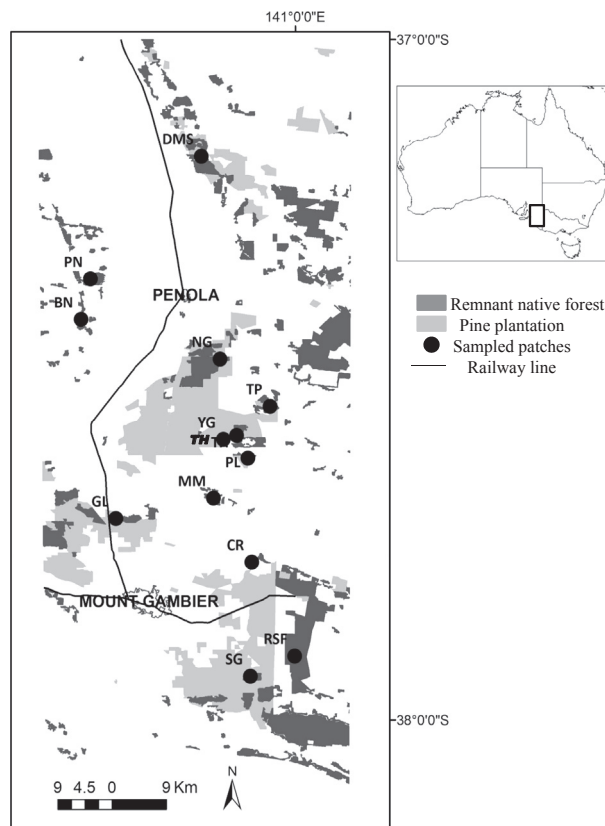 141°0'0"E
37°0'0"S
DMS
PN
PENOLA
BN
NG
TP
YG
TH
PL
MM
GL
CR
MOUNT GAMBIER
RSF
SG
38°0'0"S
9 4.5 0 9 Km
N
Remnant native forest
Pine plantation
Sampled patches
Railway line